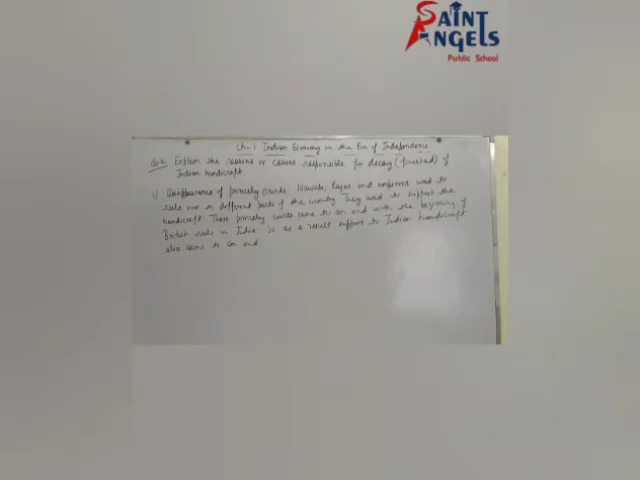 SAINT
ANGELS
Public School
Ch-1 Indian Economy on the Eve of Independence
Explain the reasons or causes responsible for decay (finished) of
Indian handicraft
1) Disappearance of princely courts Nawabs, Rajas and emperors used to
rule over in different parts of the country They used to support the
handicraft These princely courts came to an end with the beginning of
British rule in India as a result support to Indian handicraft
also came to an end.